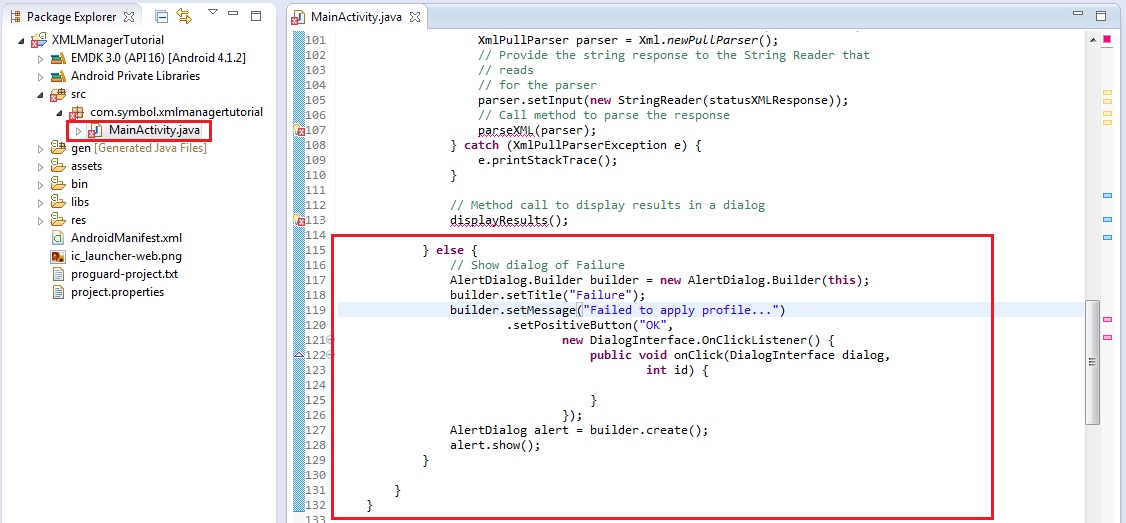 Package Explorer
XMLManagerTutorial
EMDK 3.0 (API 16) [Android 4.1.2]
Android Private Libraries
src
com.symbol.xmlmanagertutorial
MainActivity.java
gen [Generated Java Files]
assets
bin
libs
res
AndroidManifest.xml
ic_launcher-web.png
proguard-project.txt
project.properties
MainActivity.java
101 XmlPullParser parser = Xml.newPullParser();
102 // Provide the string response to the String Reader that
103 // reads
104 // for the parser
105 parser.setInput(new StringReader(statusXMLResponse));
106 // Call method to parse the response
107 parseXML(parser);
108 } catch (XmlPullParserException e) {
109 e.printStackTrace();
110 }
111
112 // Method call to display results in a dialog
113 displayResults();
114
115 } else {
116 // Show dialog of Failure
117 AlertDialog.Builder builder = new AlertDialog.Builder(this);
118 builder.setTitle("Failure");
119 builder.setMessage("Failed to apply profile...")
120 .setPositiveButton("OK",
121 new DialogInterface.OnClickListener() {
122 public void onClick(DialogInterface dialog,
123 int id) {
124
125 }
126 });
127 AlertDialog alert = builder.create();
128 alert.show();
129 }
130
131 }
132 }
133